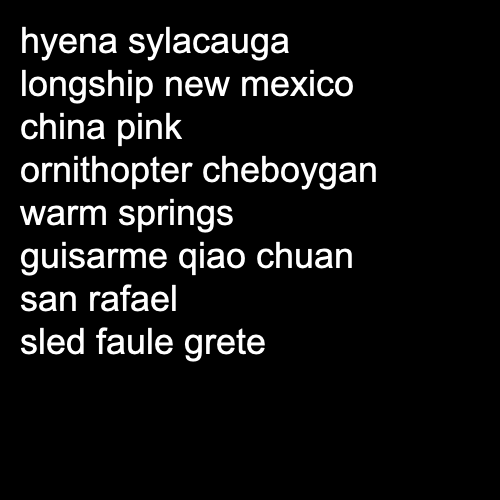 hyena sylacauga
longship new mexico
china pink
ornithopter cheboygan
warm springs
guisarme qiao chuan
san rafael
sled faule grete